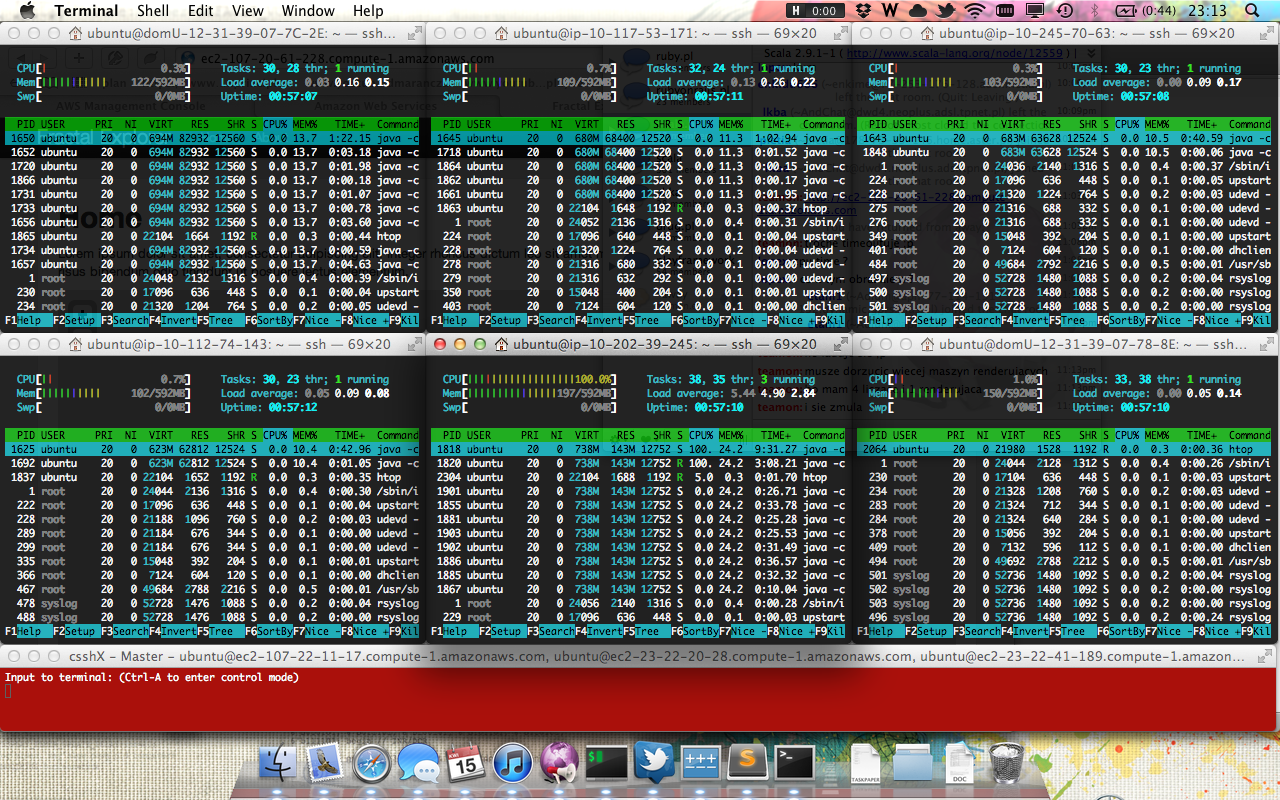 Terminal Shell Edit View Window Help
H 0:00 (0:44) 23:13
ubuntu@domU-12-31-39-07-7C-2E: ~ — ssh...
CPU[| 0.3%] Tasks: 30, 28 thr; 1 running
Mem[ 122/592MB] Load average: 0.03 0.16 0.15
Swp[ 0/0MB] Uptime: 00:57:07
PID USER PRI NI VIRT RES SHR S CPU% MEM% TIME+ Command
1650 ubuntu 20 0 694M 82932 12560 S 0.0 13.7 1:22.15 java -c
1652 ubuntu 20 0 694M 82932 12560 S 0.0 13.7 0:03.18 java -c
1720 ubuntu 20 0 694M 82932 12560 S 0.0 13.7 0:01.98 java -c
1866 ubuntu 20 0 694M 82932 12560 S 0.0 13.7 0:00.18 java -c
1731 ubuntu 20 0 694M 82932 12560 S 0.0 13.7 0:01.07 java -c
1733 ubuntu 20 0 694M 82932 12560 S 0.0 13.7 0:00.78 java -c
1656 ubuntu 20 0 694M 82932 12560 S 0.0 13.7 0:03.60 java -c
1865 ubuntu 20 0 22104 1664 1192 R 0.0 0.3 0:00.44 htop
1734 ubuntu 20 0 694M 82932 12560 S 0.0 13.7
1657 ubuntu 20 0 694M 82932 12560 S 0.0 13.7 java -c
1 root 20 0 24048 2136 1316 S 0.0 0.4 /sbin/i
230 root 20 0 17096 636 448 S 0.0 0.1 0:00.04 upstart
234 root 20 0 21320 1204 764 S 0.0 0.2 0:00.05 udevd -
F1Help F2Setup F3SearchF4InvertF5Tree F6SortByF7Nice -F8Nice +F9Kil
ubuntu@ip-10-117-53-171: ~ — ssh — 69×20
CPU[|| 0.7%] Tasks: 32, 24 thr; 1 running
Mem[ 109/592MB] Load average: 0.13 0.26 0.22
Swp[ 0/0MB] Uptime: 00:57:11
PID USER PRI NI VIRT RES SHR S CPU% MEM% TIME+ Command
1645 ubuntu 20 0 680M 68400 12520 S 0.0 11.3 1:02.94 java -c
1718 ubuntu 20 0 680M 68400 12520 S 0.0 11.3 0:01.52 java -c
1864 ubuntu 20 0 680M 68400 12520 S 0.0 11.3 0:00.15 java -c
1862 ubuntu 20 0 680M 68400 12520 S 0.0 11.3 0:00.17 java -c
1661 ubuntu 20 0 680M 68400 12520 S 0.0 11.3 0:01.95 java -c
1863 ubuntu 20 0 22104 1648 1192 R 0.0 0.3 0:00.37 htop
1 root 20 0 24052 2136 1316 S 0.0 0.4 0:00.31 /sbin/i
224 root 20 0 17096 640 448 S 0.0 0.1 0:00.04 upstart
228 root 20 0 21320 1224 764 S 0.0 0.2 0:00.04 udevd -
278 root 20 0 21316 680 332 S 0.0 0.2 0:00.00 udevd -
293 root 20 0 21316 632 292 S 0.0 0.1 0:00.00 udevd -
350 root 20 0 15048 400 204 S 0.0 0.1 0:00.01 upstart
403 root 20 0 7124 604 120 S 0.0 0.1 0:00.00 dhclien
F1Help F2Setup F3SearchF4InvertF5Tree F6SortByF7Nice -F8Nice +F9Kil
ubuntu@ip-10-245-70-63: ~ — ssh — 69×20
CPU[| 0.3%] Tasks: 30, 23 thr; 1 running
Mem[ 103/592MB] Load average: 0.00 0.09 0.17
Swp[ 0/0MB] Uptime: 00:57:08
PID USER PRI NI VIRT RES SHR S CPU% MEM% TIME+ Command
1643 ubuntu 20 0 683M 63628 12524 S 0.0 10.5 0:40.59 java -c
1848 ubuntu 20 0 683M 63628 12524 S 0.0 10.5 0:00.06 java -c
1 root 20 0 24036 2140 1316 S 0.0 0.4 0:00.37 /sbin/i
224 root 20 0 17096 636 448 S 0.0 0.1 upstart
227 root 20 0 21320 1224 764 S 0.0 0.2 udevd -
275 root 20 0 21316 688 332 S 0.0 0.2 0:00.00 udevd -
276 root 20 0 21316 688 332 S 0.0 0.2 0:00.00 udevd -
349 root 20 0 15048 392 204 S 0.0 0.1 upstart
401 root 20 0 7124 604 120 S 0.0 0.1 0:00.00 dhclien
484 root 20 0 49684 2792 2216 S 0.0 0.5 /usr/sb
497 syslog 20 0 52728 1480 1088 S 0.0 0.2 0:00.04 rsyslog
500 syslog 20 0 52728 1480 1088 S 0.0 0.2 0:00.00 rsyslog
501 syslog 20 0 52728 1480 1088 S 0.0 0.2 0:00.00 rsyslog
F1Help F2Setup F3SearchF4InvertF5Tree F6SortByF7Nice -F8Nice +F9Kil
ubuntu@ip-10-112-74-143: ~ — ssh — 69×20
CPU[| 0.7%] Tasks: 30, 23 thr; 1 running
Mem[ 102/592MB] Load average: 0.05 0.09 0.08
Swp[ 0/0MB] Uptime: 00:57:12
PID USER PRI NI VIRT RES SHR S CPU% MEM% TIME+ Command
1625 ubuntu 20 0 623M 62812 12524 S 0.0 10.4 0:42.96 java -c
1692 ubuntu 20 0 623M 62812 12524 S 0.0 10.4 0:01.05 java -c
1837 ubuntu 20 0 22104 1652 1192 R 0.0 0.3 0:00.35 htop
1 root 20 0 24044 2136 1316 S 0.0 0.4 0:00.30 /sbin/i
222 root 20 0 17096 640 448 S 0.0 0.1 0:00.04 upstart
228 root 20 0 21188 1096 760 S 0.0 0.2 0:00.03 udevd -
289 root 20 0 21184 676 344 S 0.0 0.1 0:00.00 udevd -
299 root 20 0 21184 676 344 S 0.0 0.1 0:00.00 udevd -
335 root 20 0 15048 392 204 S 0.0 0.1 0:00.01 upstart
366 root 20 0 7124 604 120 S 0.0 0.1 0:00.00 dhclien
467 root 20 0 49684 2788 2216 S 0.0 0.5 0:00.01 /usr/sb
478 syslog 20 0 52728 1476 1088 S 0.0 0.2 0:00.04 rsyslog
488 syslog 20 0 52728 1476 1088 S 0.0 0.2 0:00.00 rsyslog
F1Help F2Setup F3SearchF4InvertF5Tree F6SortByF7Nice -F8Nice +F9Kil
ubuntu@ip-10-202-39-245: ~ — ssh — 69×20
CPU[||||||||||||||||||||||100.0%] Tasks: 38, 35 thr; 3 running
Mem[ 197/592MB] Load average: 5.44 4.90 2.84
Swp[ 0/0MB] Uptime: 00:57:10
PID USER PRI NI VIRT RES SHR S CPU% MEM% TIME+ Command
1818 ubuntu 20 0 738M 143M 12752 S 100. 24.2 9:31.27 java -c
1820 ubuntu 20 0 738M 143M 12752 R 100. 24.2 3:08.21 java -c
2304 ubuntu 20 0 22104 1688 1192 R 5.0 0.3 0:01.70 htop
1901 ubuntu 20 0 738M 143M 12752 S 0.0 24.2 0:26.71 java -c
1855 ubuntu 20 0 738M 143M 12752 S 0.0 24.2 0:33.78 java -c
1881 ubuntu 20 0 738M 143M 12752 S 0.0 24.2 0:25.28 java -c
1903 ubuntu 20 0 738M 143M 12752 S 0.0 24.2 0:25.53 java -c
1902 ubuntu 20 0 738M 143M 12752 S 0.0 24.2 0:31.49 java -c
1886 ubuntu 20 0 738M 143M 12752 S 0.0 24.2 0:36.57 java -c
1885 ubuntu 20 0 738M 143M 12752 S 0.0 24.2 0:32.32 java -c
1867 ubuntu 20 0 738M 143M 12752 S 0.0 24.2 0:10.04 java -c
1 root 20 0 24056 2140 1316 S 0.0 0.4 0:00.28 /sbin/i
229 root 20 0 17096 636 448 S 0.0 0.1 0:00.03 upstart
F1Help F2Setup F3SearchF4InvertF5Tree F6SortByF7Nice -F8Nice +F9Kil
ubuntu@domU-12-31-39-07-78-8E: ~ — ssh...
CPU[|| 1.0%] Tasks: 33, 38 thr; 1 running
Mem[ 150/592MB] Load average: 0.00 0.05 0.14
Swp[ 0/0MB] Uptime: 00:57:10
PID USER PRI NI VIRT RES SHR S CPU% MEM% TIME+ Command
2064 ubuntu 20 0 21980 1528 1192 R 0.0 0.3 0:00.36 htop
1 root 20 0 24044 2128 1312 S 0.0 0.4 0:00.26 /sbin/i
230 root 20 0 17104 636 448 S 0.0 0.1 0:00.03 upstart
234 root 20 0 21328 1208 760 S 0.0 0.2 0:00.03 udevd -
283 root 20 0 21324 712 344 S 0.0 0.1 0:00.00 udevd -
284 root 20 0 21324 640 284 S 0.0 0.1 0:00.00 udevd -
378 root 20 0 15056 392 204 S 0.0 0.1 0:00.00 upstart
409 root 20 0 7132 596 112 S 0.0 0.1 0:00.00 dhclien
494 root 20 0 49692 2788 2212 S 0.0 0.5 0:00.01 /usr/sb
501 syslog 20 0 52736 1480 1092 S 0.0 0.2 0:00.04 rsyslog
502 syslog 20 0 52736 1480 1092 S 0.0 0.2 0:00.00 rsyslog
503 syslog 20 0 52736 1480 1092 S 0.0 0.2 0:00.00 rsyslog
496 syslog 20 0 52736 1480 1092 S 0.0 0.2 0:00.04 rsyslog
F1Help F2Setup F3SearchF4InvertF5Tree F6SortByF7Nice -F8Nice +F9Kil
csshX – Master – ubuntu@ec2-107-22-11-17.compute-1.amazonaws.com, ubuntu@ec2-23-22-20-28.compute-1.amazonaws.com, ubuntu@ec2-23-22-41-189.compute-1.amazon...
Input to terminal: (Ctrl-A to enter control mode)
15
TASKPAPER
DOC